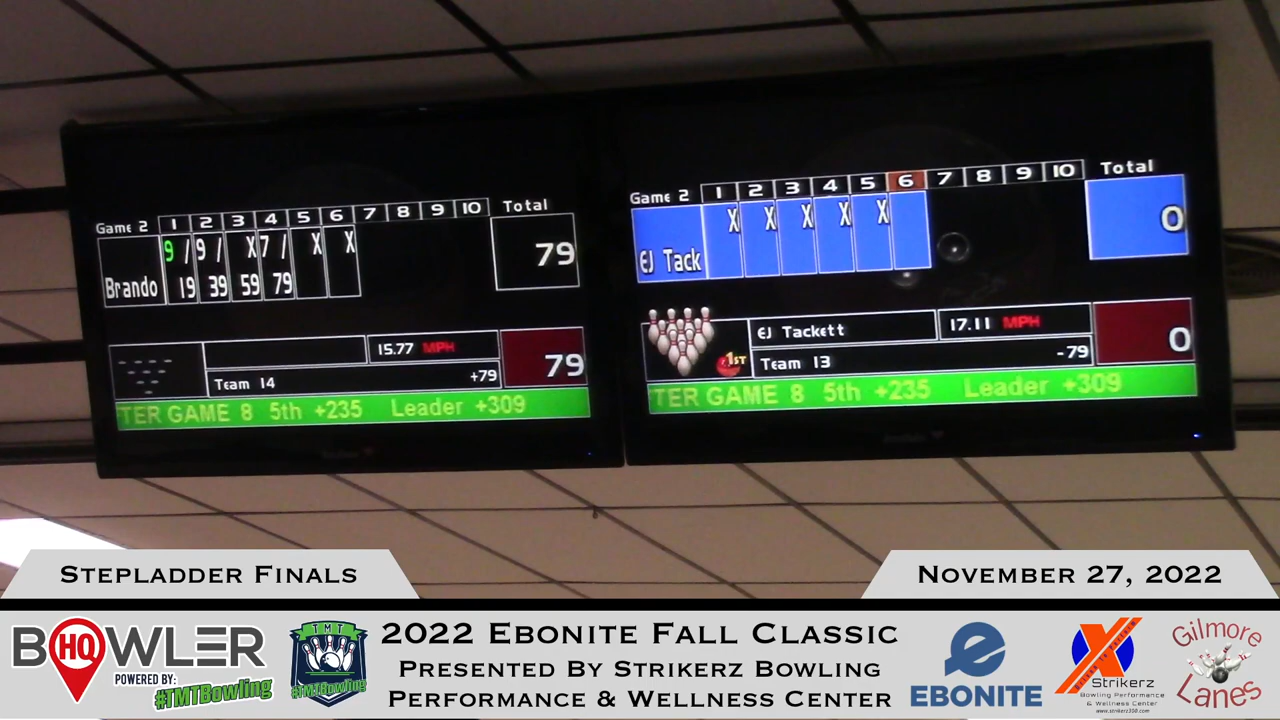 Game 2 1 2 3 4 5 6 7 8 9 10 Total
Brando 9 / 9 / X 7 / X X 79
19 39 59 79
15.77 MPH
Team 14 +79 79
TER GAME 8 5th +235 Leader +309
Game 2 1 2 3 4 5 6 7 8 9 10 Total
EJ Tack X X X X X 0
1ST EJ Tackett 17.11 MPH
Team 13 -79 0
TER GAME 8 5th +235 Leader +309
Stepladder Finals
November 27, 2022
BOWLER HQ
POWERED BY:
#TMTBowling
TMT
#TMTBowling
2022 Ebonite Fall Classic
Presented By Strikerz Bowling
Performance & Wellness Center
EBONITE
Strikerz
Bowling Performance
& Wellness Center
www.strikerz300.com
Gilmore
Lanes